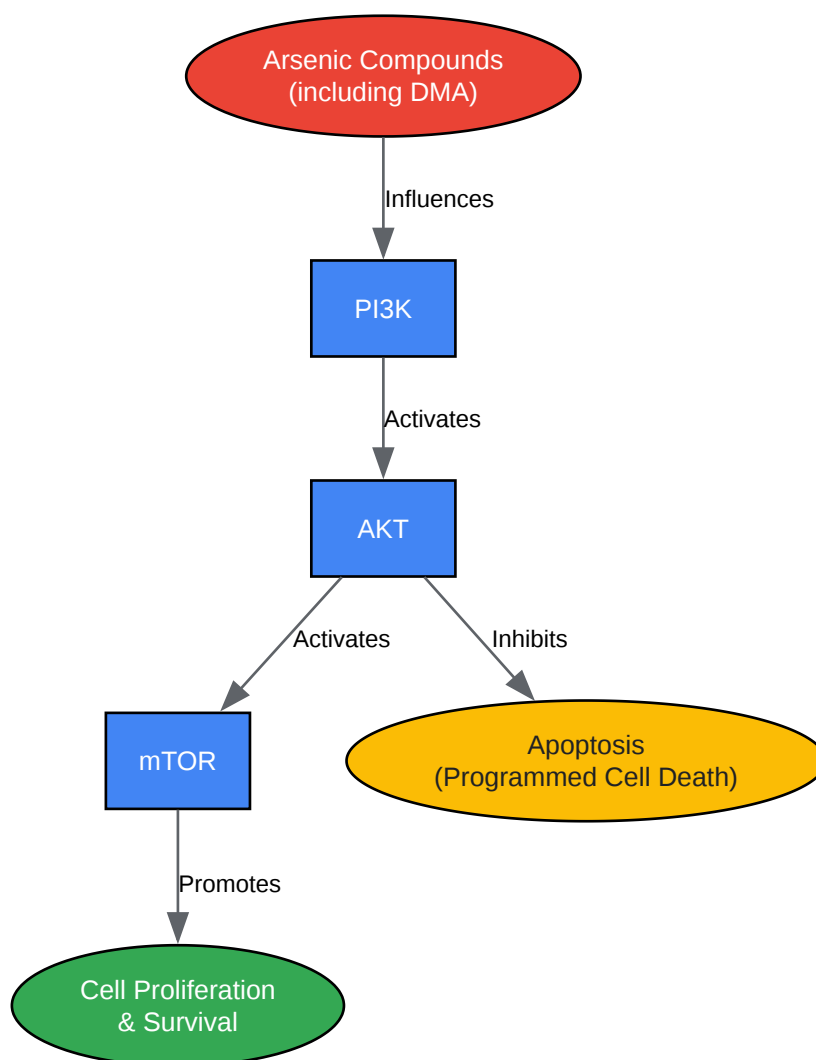 Arsenic Compounds
(including DMA)
Influences
PI3K
Activates
AKT
Activates
Inhibits
mTOR
Apoptosis
(Programmed Cell Death)
Promotes
Cell Proliferation
& Survival